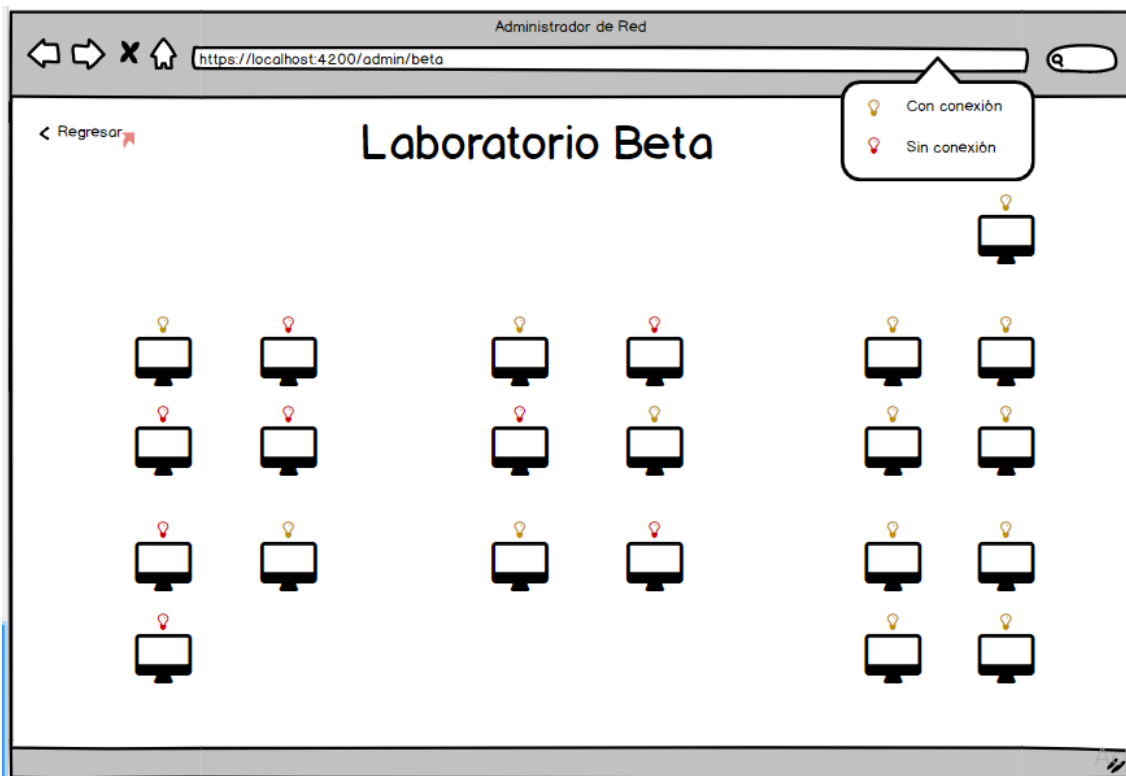 Administrador de Red
https://localhost:4200/admin/beta
Con conexión
Regresar
Laboratorio Beta
Sin conexión